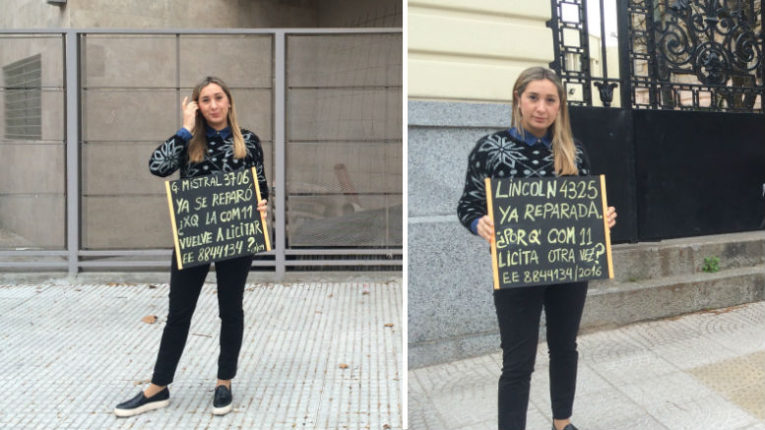 G. MISTRAL 3706
YA SE REPARÓ
¿XQ LA COM 11
VUELVE A LICITAR
EE 8844134 ?
LINCOLN 4325
YA REPARADA.
¿PORQ' COM 11
LICITA OTRA VEZ?
EE 8844134/2016